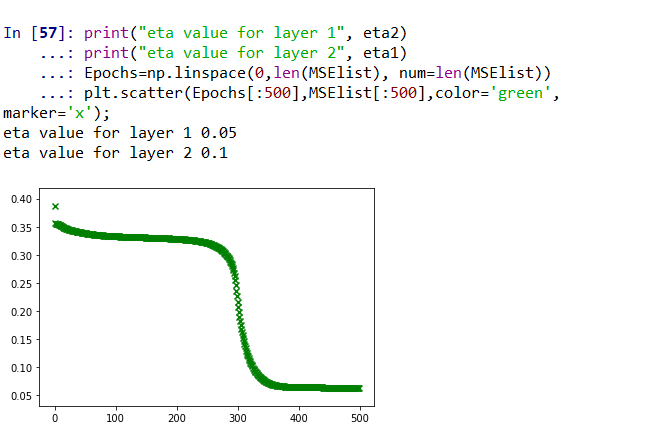 In [57]: print("eta value for layer 1", eta2)
...: print("eta value for layer 2", eta1)
...: Epochs=np.linspace(0,len(MSElist), num=len(MSElist))
...: plt.scatter(Epochs[:500],MSElist[:500],color='green',
marker='x');
eta value for layer 1 0.05
eta value for layer 2 0.1
0.40
0.35
0.30
0.25
0.20
0.15
0.10
0.05
0 100 200 300 400 500